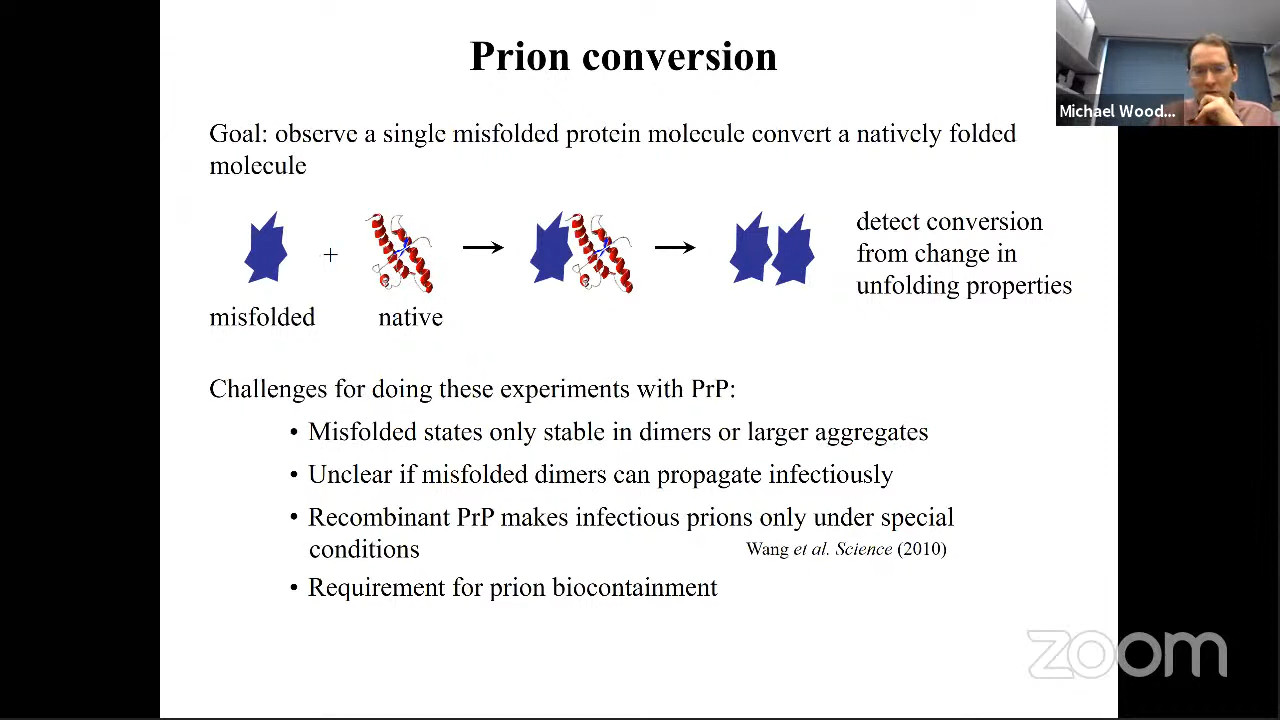 Prion conversion
Michael Wood...
Goal: observe a single misfolded protein molecule convert a natively folded
molecule
+
misfolded
native
detect conversion
from change in
unfolding properties
Challenges for doing these experiments with PrP:
• Misfolded states only stable in dimers or larger aggregates
• Unclear if misfolded dimers can propagate infectiously
• Recombinant PrP makes infectious prions only under special
conditions
Wang et al. Science (2010)
• Requirement for prion biocontainment
zoom